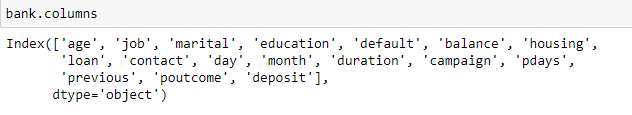 bank.columns
Index(['age', 'job', 'marital', 'education', 'default', 'balance', 'housing',
'loan', 'contact', 'day', 'month', 'duration', 'campaign', 'pdays',
'previous', 'poutcome', 'deposit'],
dtype='object')